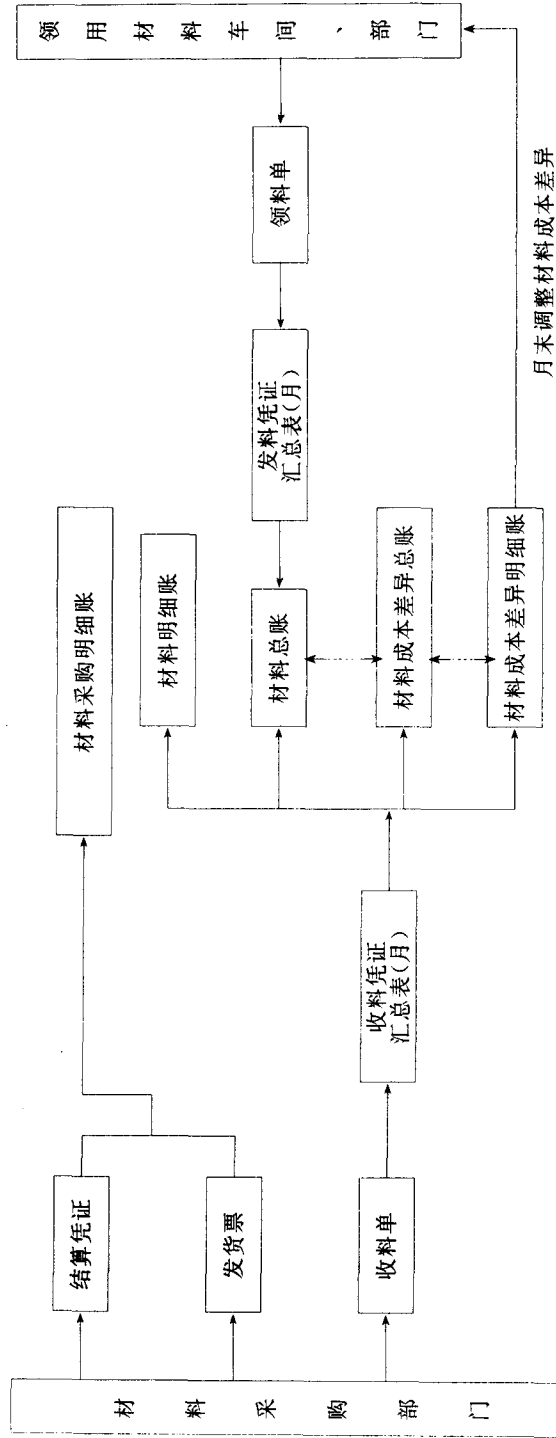 材料采购部门
结算凭证
发货票
收料单
收料凭证
汇总表(月)
材料采购明细账
材料明细账
材料总账
材料成本差异总账
材料成本差异明细账
发料凭证
汇总表(月)
领料单
领用材料车间、部门
月末调整材料成本差异